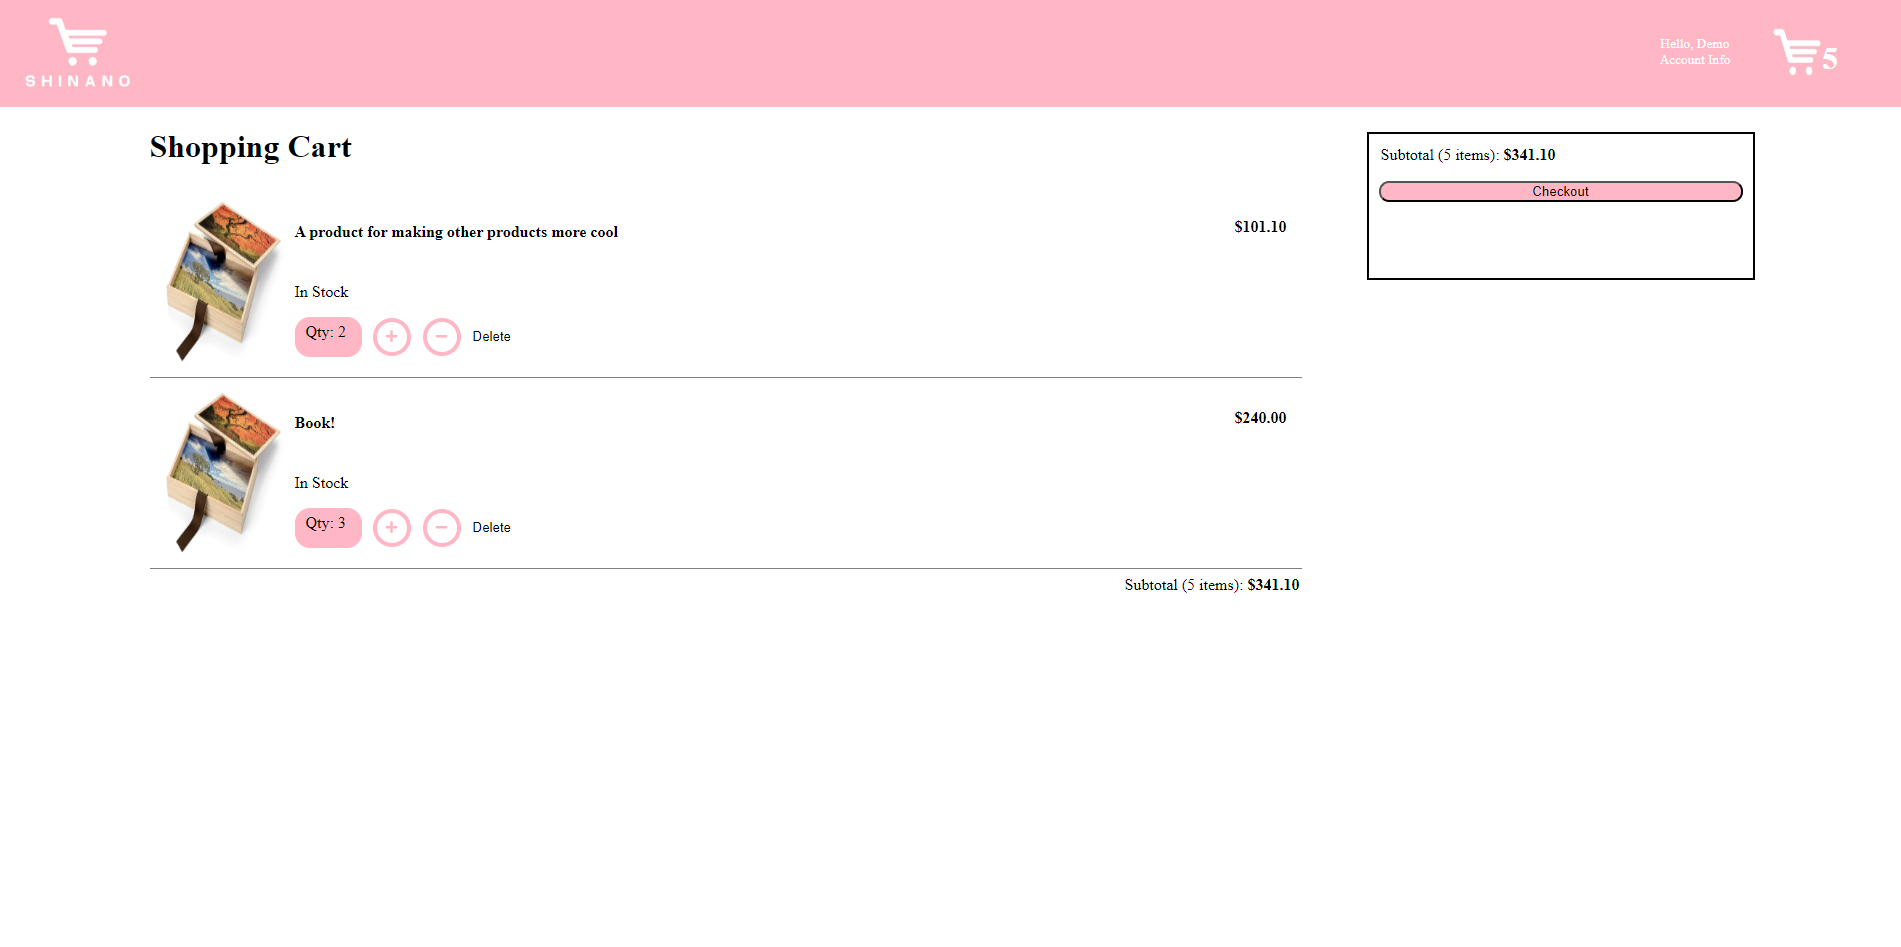 SHINANO
Hello, Demo
Account Info
5
Shopping Cart
A product for making other products more cool
$101.10
In Stock
Qty: 2
+
−
Delete
Book!
$240.00
In Stock
Qty: 3
+
−
Delete
Subtotal (5 items): $341.10
Subtotal (5 items): $341.10
Checkout